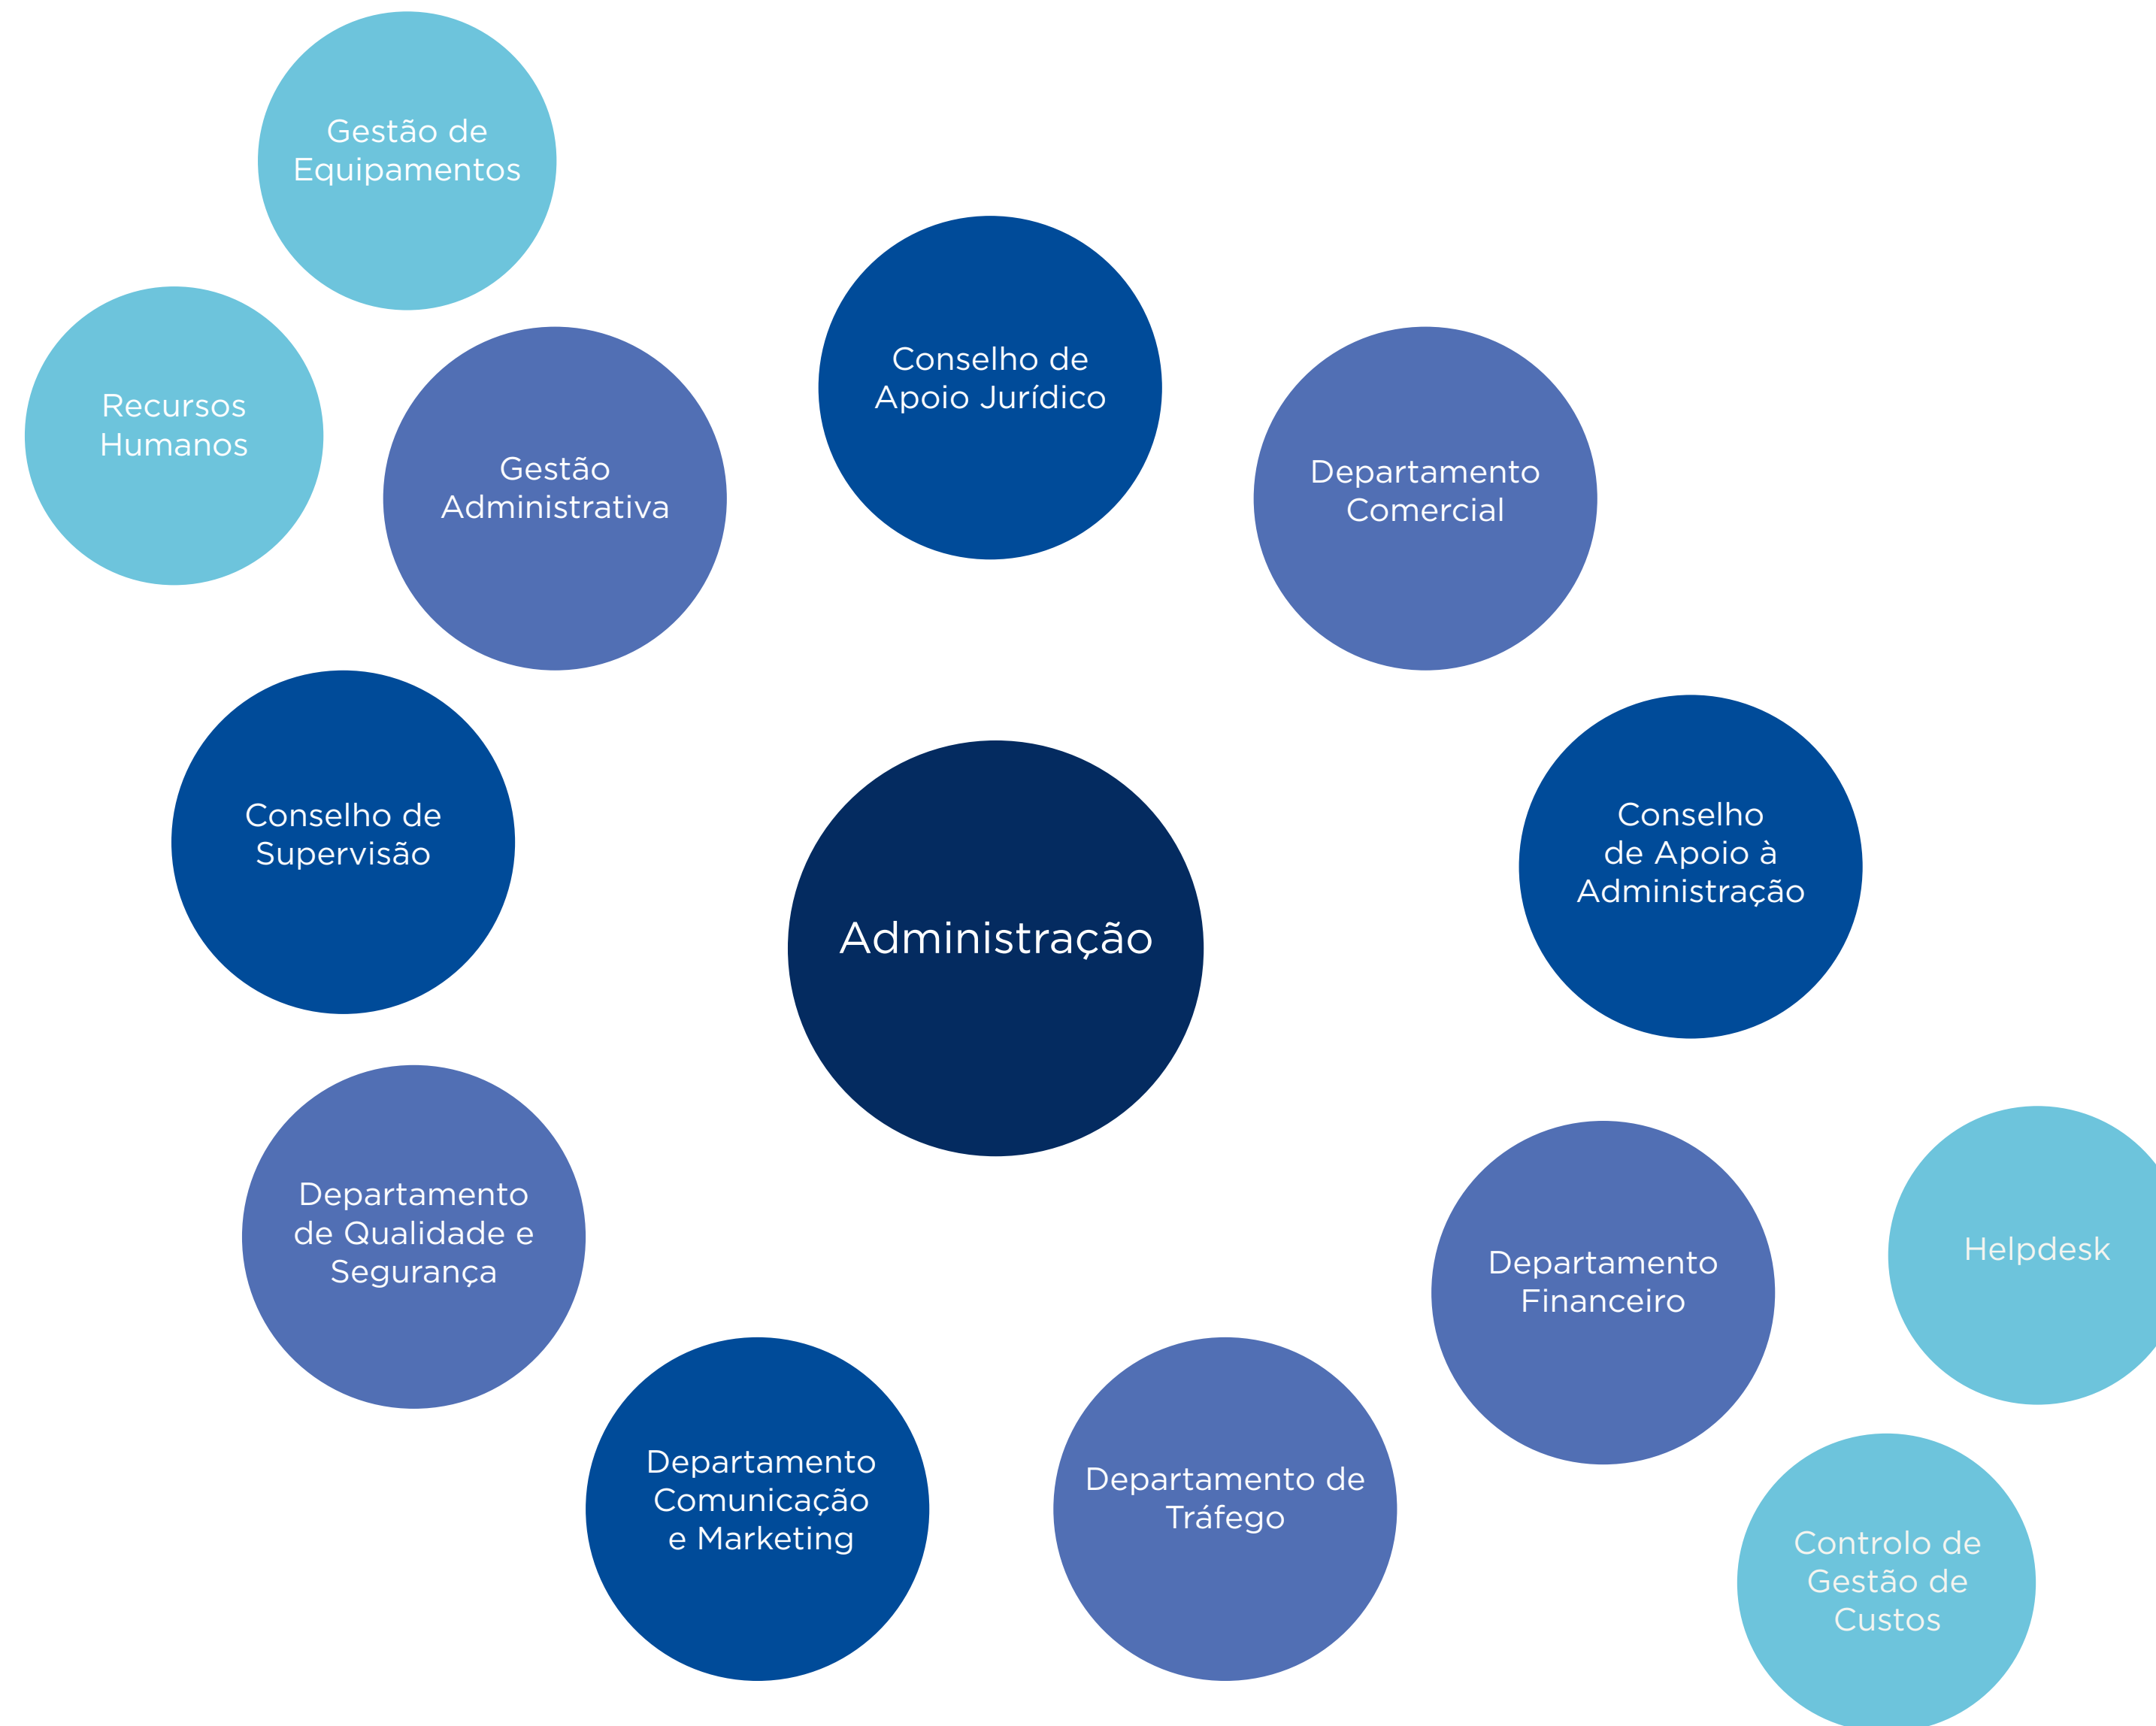 Gestão de
Equipamentos
Recursos
Humanos
Gestão
Administrativa
Conselho de
Apoio Jurídico
Departamento
Comercial
Conselho de
Supervisão
Administração
Conselho
de Apoio à
Administração
Departamento
de Qualidade e
Segurança
Departamento
Financeiro
Helpdesk
Departamento
Comunicação
e Marketing
Departamento de
Tráfego
Controlo de
Gestão de
Custos